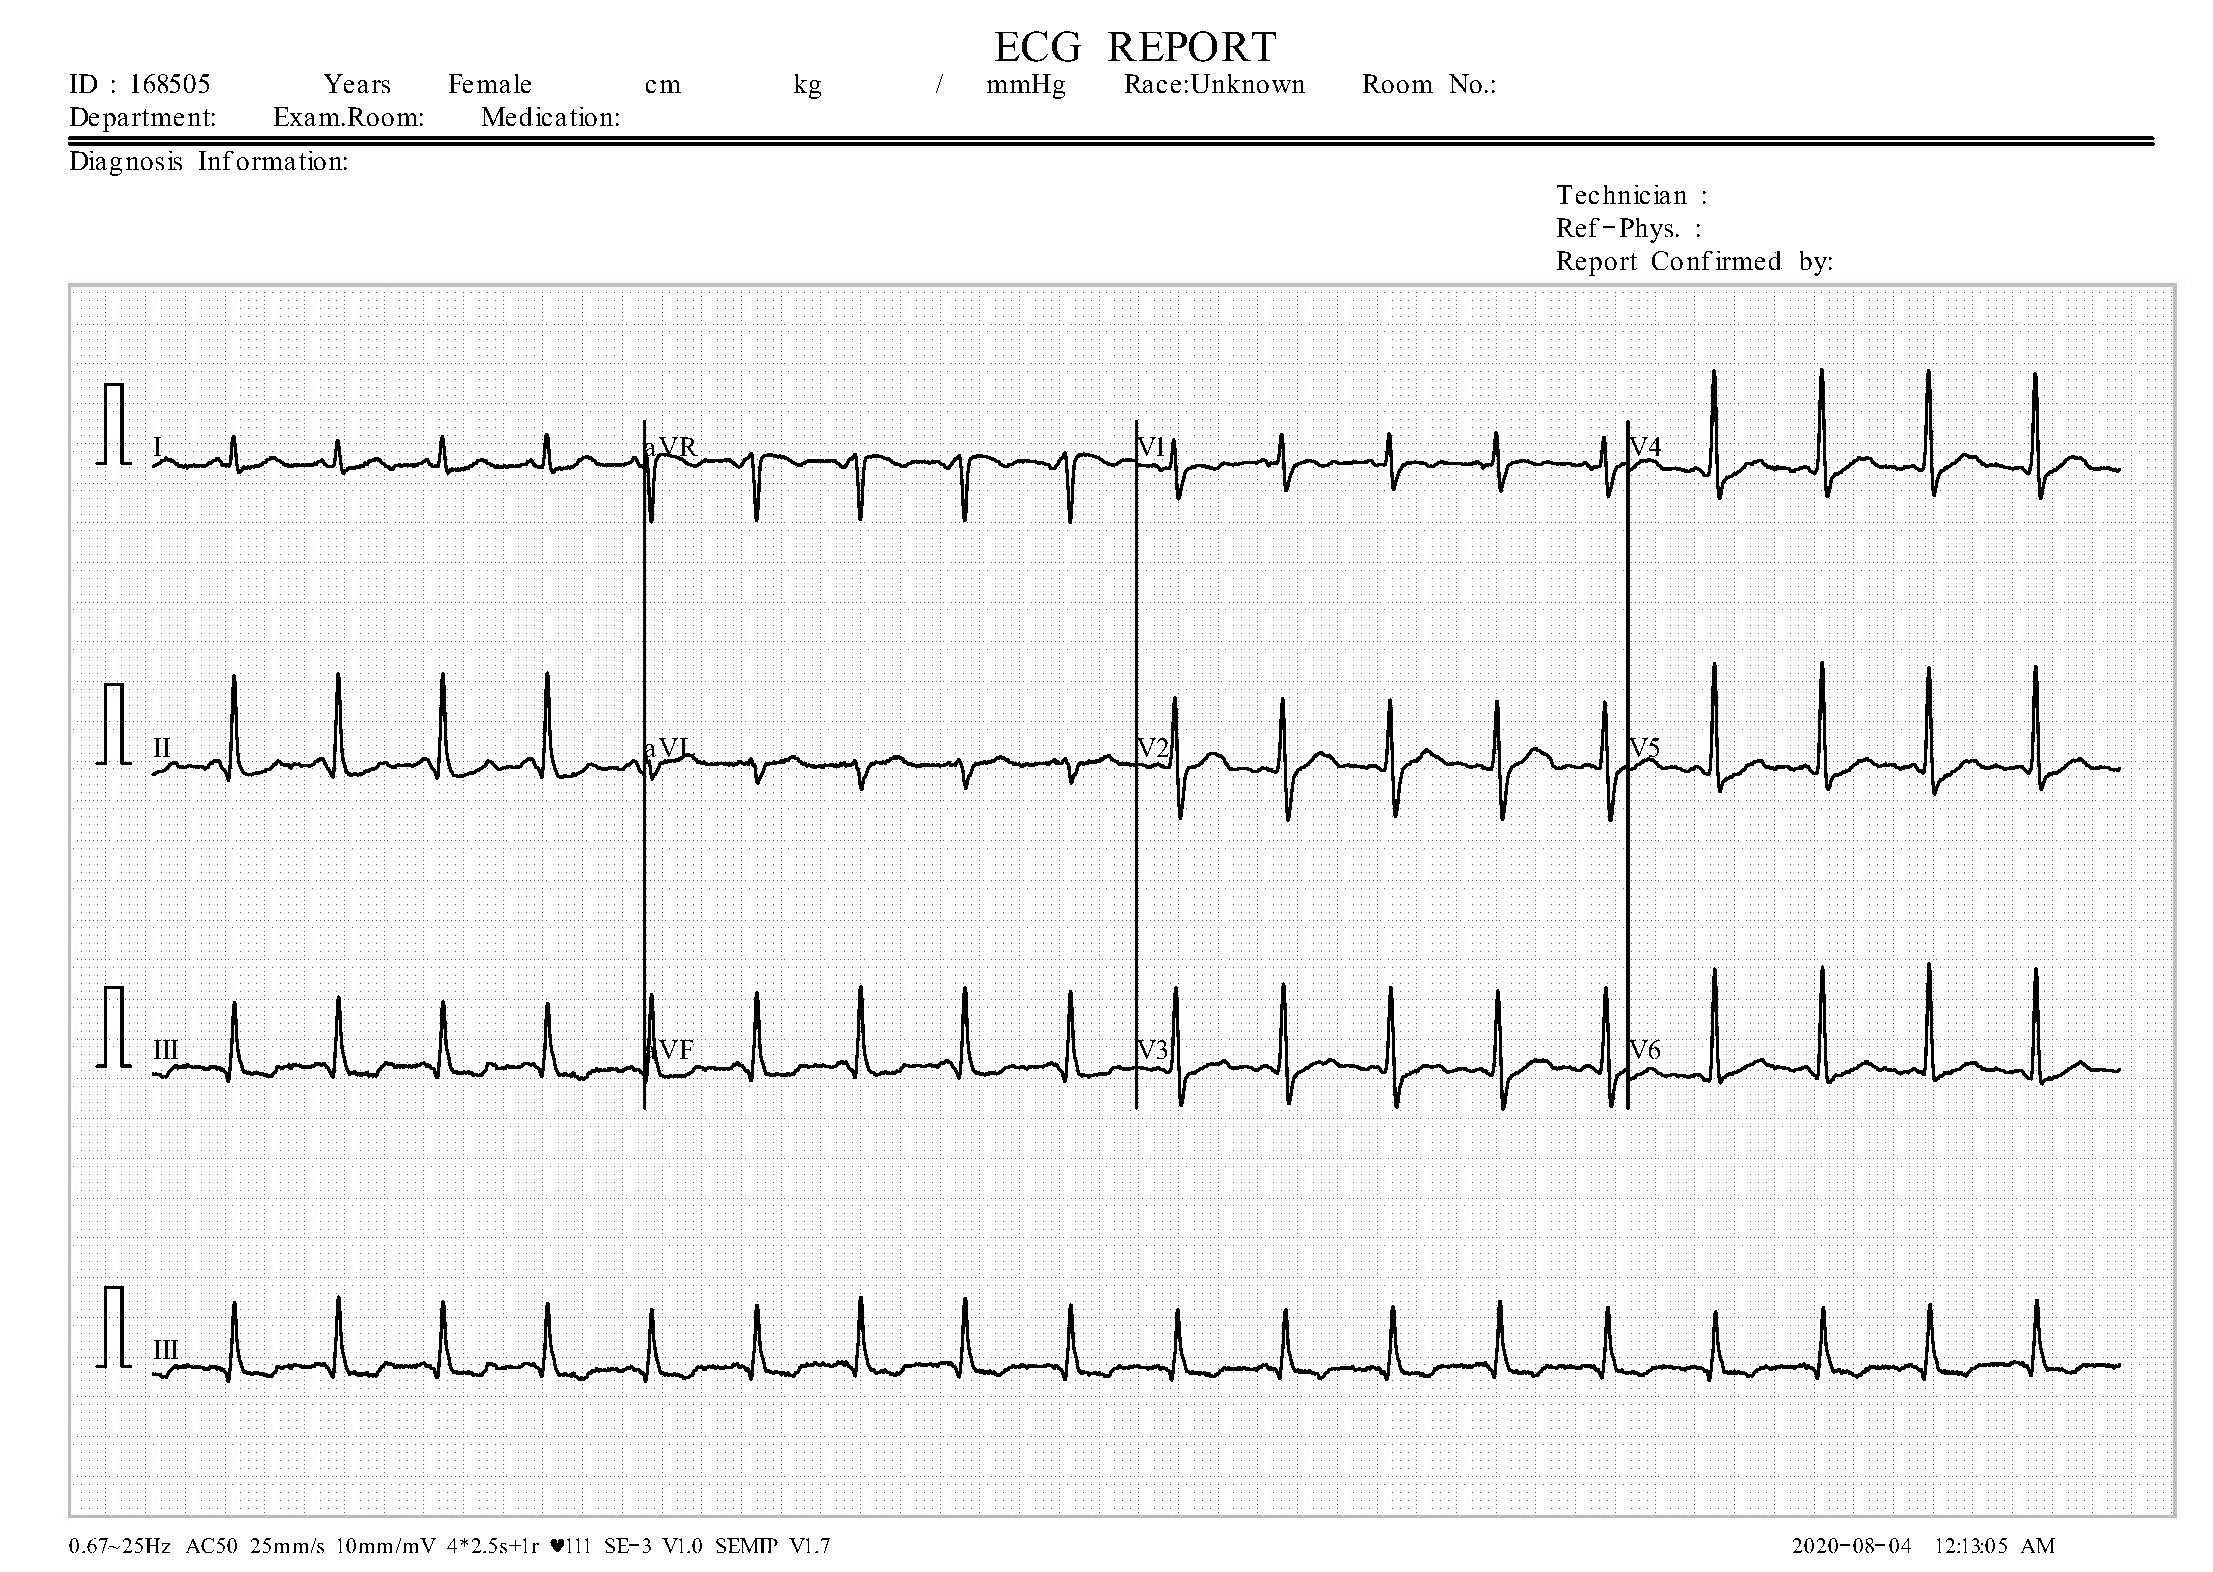 ECG REPORT
ID : 168505 Years Female cm kg / mmHg Race:Unknown Room No.:
Department: Exam.Room: Medication:
Diagnosis Information:
Technician :
Ref-Phys. :
Report Confirmed by:
I aVR V1 V4
II aVL V2 V5
III aVF V3 V6
III
0.67~25Hz AC50 25mm/s 10mm/mV 4*2.5s+1r ♥111 SE-3 V1.0 SEMIP V1.7 2020-08-04 12:13:05 AM